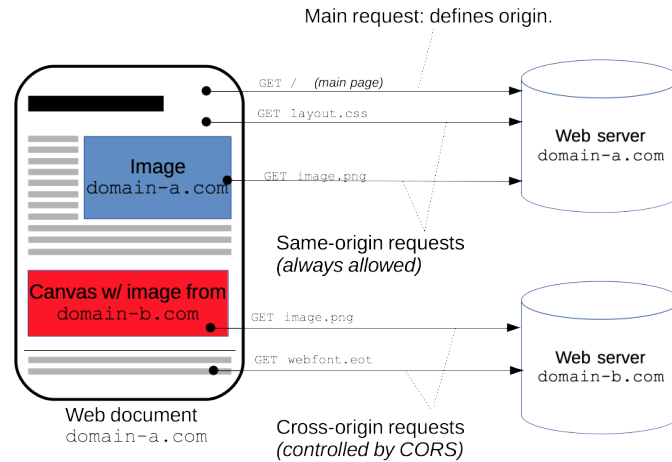 Main request: defines origin.
GET / (main page)
GET layout.css
Web server
domain-a.com
Image
domain-a.com
GET image.png
Same-origin requests
(always allowed)
Canvas w/ image from
domain-b.com
GET image.png
GET webfont.eot
Web server
domain-b.com
Web document
domain-a.com
Cross-origin requests
(controlled by CORS)